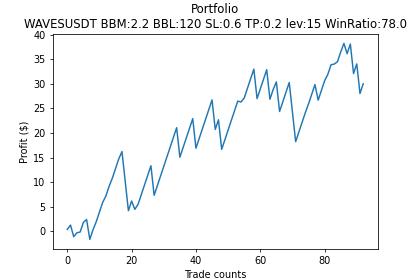 Portfolio
WAVESUSDT BBM:2.2 BBL:120 SL:0.6 TP:0.2 lev:15 WinRatio:78.0
40
35
30
25
20
15
10
5
0
Profit ($)
0 20 40 60 80
Trade counts